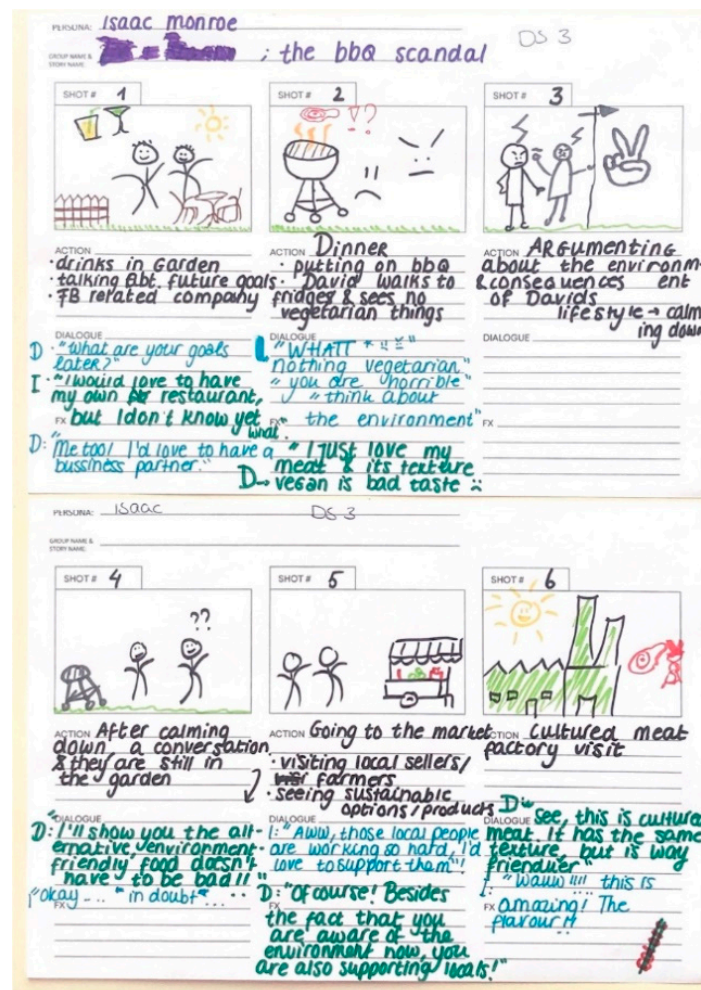 PERSONA: Isaac monroe
DS 3
GROUP NAME & STORY NAME: ; the bbq scandal
SHOT # 1
ACTION
• drinks in Garden
• talking abt. future goals.
• FB related company
DIALOGUE
D: "What are your goals
later?"
I: "I would love to have
my own restaurant,
FX but I don't know yet
what.
D: "Me too! I'd love to have a
bussiness partner."
SHOT # 2
??
ACTION Dinner
• putting on bbq
• David walks to
fridges & sees no
vegetarian things
DIALOGUE
"WHATT
nothing vegetarian"
"you are horrible"
"think about
FX the environment"
"I JUST love my
meat & its texture
D → vegan is bad taste
SHOT # 3
ACTION ARGUMENTING
about the environm
ent
& consequences
of Davids
lifestyle → calm
ing down
DIALOGUE
FX
PERSONA: Isaac
DS 3
GROUP NAME & STORY NAME:
SHOT # 4
??
ACTION After calming
down, a conversation
& they are still in
the garden
DIALOGUE
D: "I'll show you the alt-
ernative, environment-
friendly food doesn't
have to be bad!!"
I "Okay ... "in doubt" ...
FX
SHOT # 5
ACTION Going to the market
• visiting local sellers/
farmers
• seeing sustainable
options/products
DIALOGUE
I: "AWW, those local people
are working so hard, I'd
love to support them"!
D: "Of course! Besides
FX the fact that you
are aware of the
environment now, you
are also supporting locals!"
SHOT # 6
ACTION Cultured meat
factory visit
D
DIALOGUE See, this is cultured
meat. It has the same
texture, but is way
friendlier"
I: "Waww !!!! this is
FX amazing! The
flavour!!